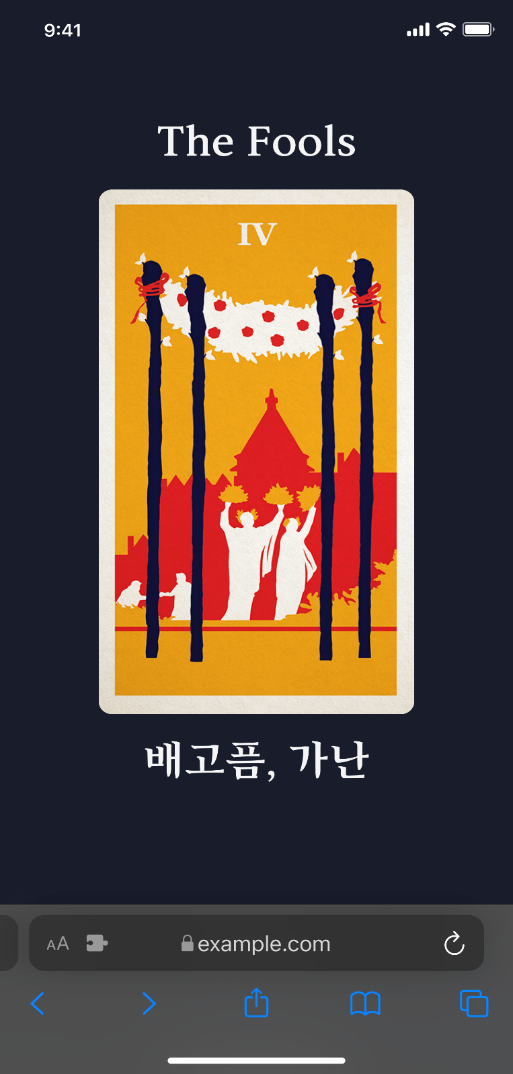 9:41
The Fools
IV
배고픔, 가난
AA
example.com